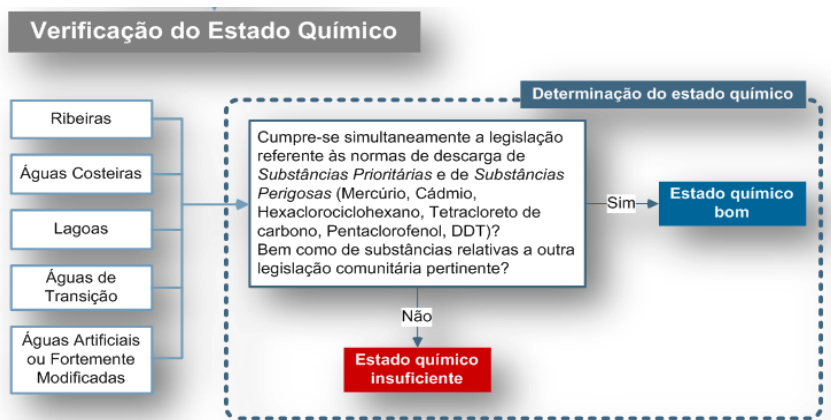 Verificação do Estado Químico
Determinação do estado químico
Ribeiras
Águas Costeiras
Lagoas
Águas de
Transição
Águas Artificiais
ou Fortemente
Modificadas
Cumpre-se simultaneamente a legislação
referente às normas de descarga de
Substâncias Prioritárias e de Substâncias
Perigosas (Mercúrio, Cádmio,
Hexaclorociclohexano, Tetracloreto de
carbono, Pentaclorofenol, DDT)?
Bem como de substâncias relativas a outra
legislação comunitária pertinente?
Sim
Estado químico
bom
Não
Estado químico
insuficiente